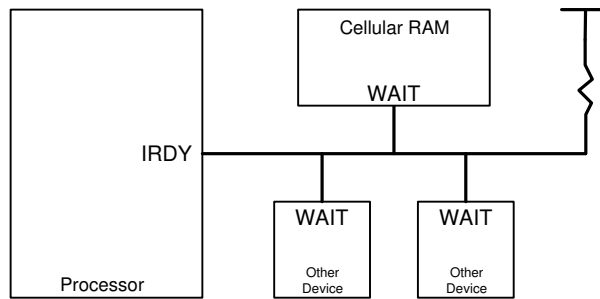 Cellular RAM
WAIT
IRDY
WAIT
WAIT
Other
Device
Other
Device
Processor